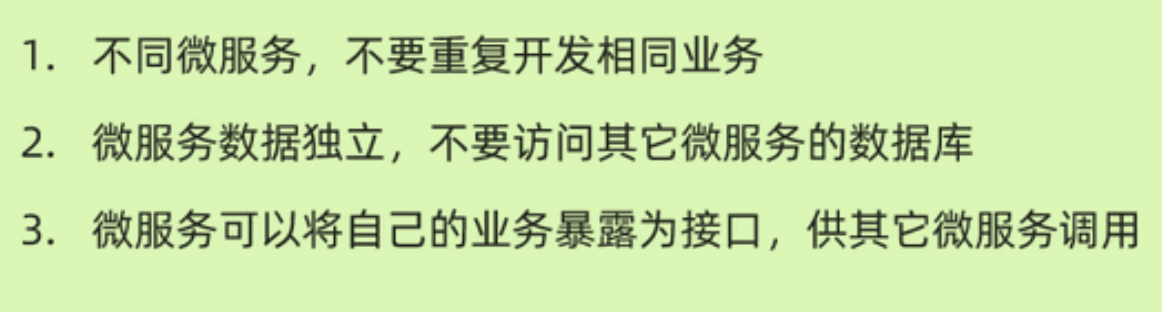 1. 不同微服务，不要重复开发相同业务
2. 微服务数据独立，不要访问其它微服务的数据库
3. 微服务可以将自己的业务暴露为接口，供其它微服务调用